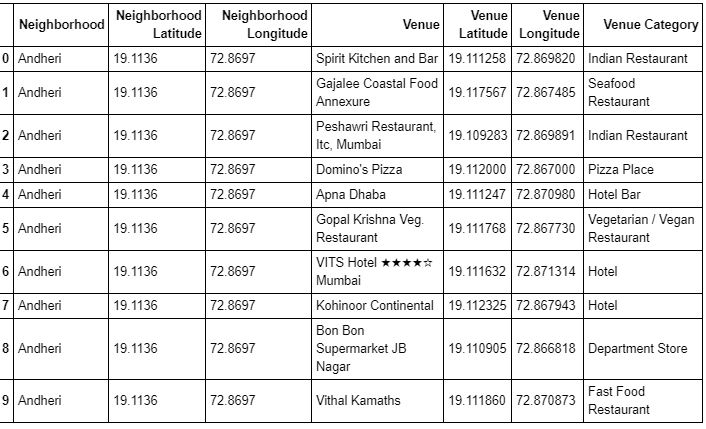 Neighborhood Neighborhood Latitude Neighborhood Longitude Venue Venue Latitude Venue Longitude Venue Category
0 Andheri 19.1136 72.8697 Spirit Kitchen and Bar 19.111258 72.869820 Indian Restaurant
1 Andheri 19.1136 72.8697 Gajalee Coastal Food Annexure 19.117567 72.867485 Seafood Restaurant
2 Andheri 19.1136 72.8697 Peshawri Restaurant, Itc, Mumbai 19.109283 72.869891 Indian Restaurant
3 Andheri 19.1136 72.8697 Domino's Pizza 19.112000 72.867000 Pizza Place
4 Andheri 19.1136 72.8697 Apna Dhaba 19.111247 72.870980 Hotel Bar
5 Andheri 19.1136 72.8697 Gopal Krishna Veg. Restaurant 19.111768 72.867730 Vegetarian / Vegan Restaurant
6 Andheri 19.1136 72.8697 VITS Hotel ★★★★☆ Mumbai 19.111632 72.871314 Hotel
7 Andheri 19.1136 72.8697 Kohinoor Continental 19.112325 72.867943 Hotel
8 Andheri 19.1136 72.8697 Bon Bon Supermarket JB Nagar 19.110905 72.866818 Department Store
9 Andheri 19.1136 72.8697 Vithal Kamaths 19.111860 72.870873 Fast Food Restaurant